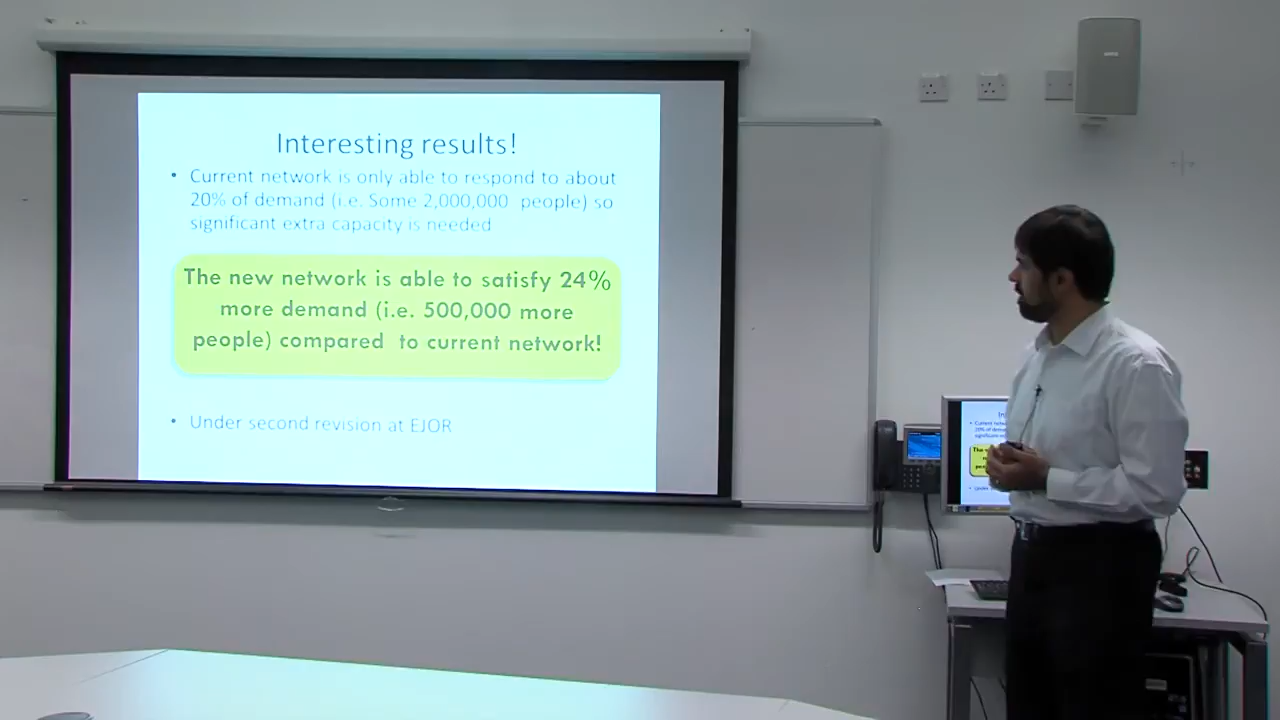 Interesting results!
• Current network is only able to respond to about
20% of demand (i.e. Some 2,000,000 people) so
significant extra capacity is needed
The new network is able to satisfy 24%
more demand (i.e. 500,000 more
people) compared to current network!
• Under second revision at EJOR